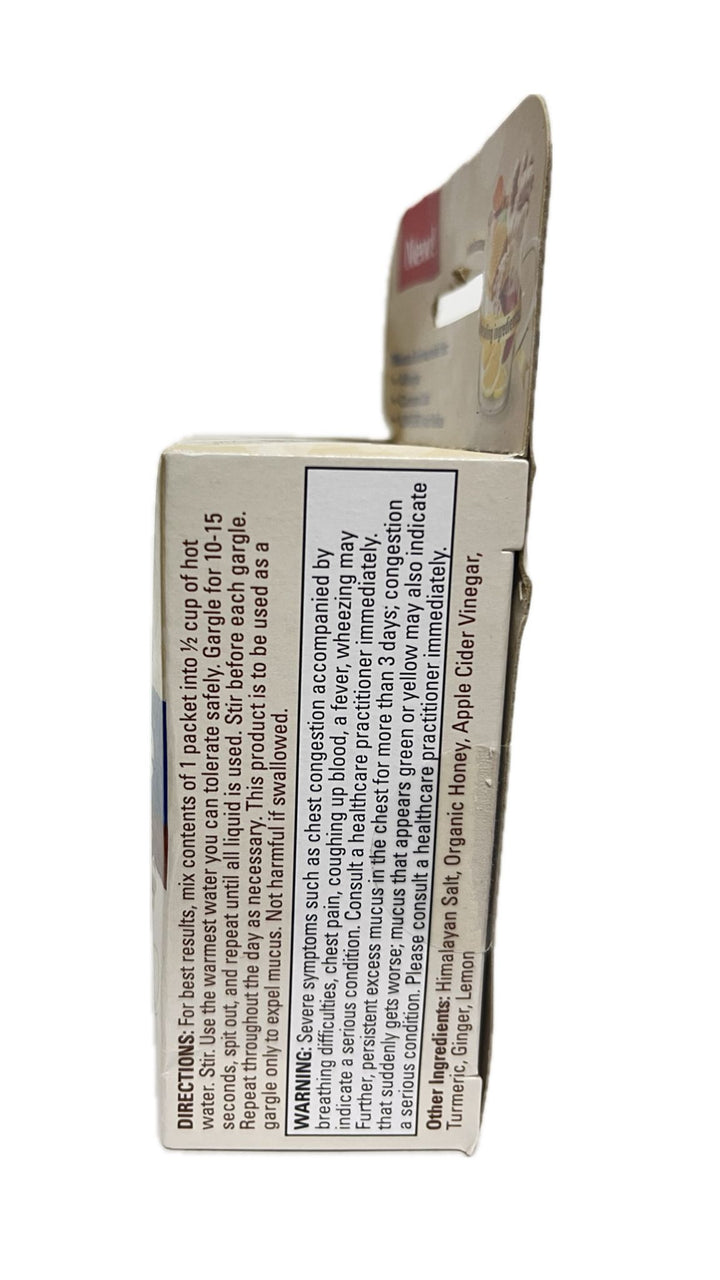 DIRECTIONS: For best results, mix contents of 1 packet into ½ cup of hot
water. Stir. Use the warmest water you can tolerate safely. Gargle for 10-15
seconds, spit out, and repeat until all liquid is used. Stir before each gargle.
Repeat throughout the day as necessary. This product is to be used as a
gargle only to expel mucus. Not harmful if swallowed.
WARNING: Severe symptoms such as chest congestion accompanied by
breathing difficulties, chest pain, coughing up blood, a fever, wheezing may
indicate a serious condition. Consult a healthcare practitioner immediately.
Further, persistent excess mucus in the chest for more than 3 days; congestion
that suddenly gets worse; mucus that appears green or yellow may also indicate
a serious condition. Please consult a healthcare practitioner immediately.
Other Ingredients: Himalayan Salt, Organic Honey, Apple Cider Vinegar,
Turmeric, Ginger, Lemon
New!